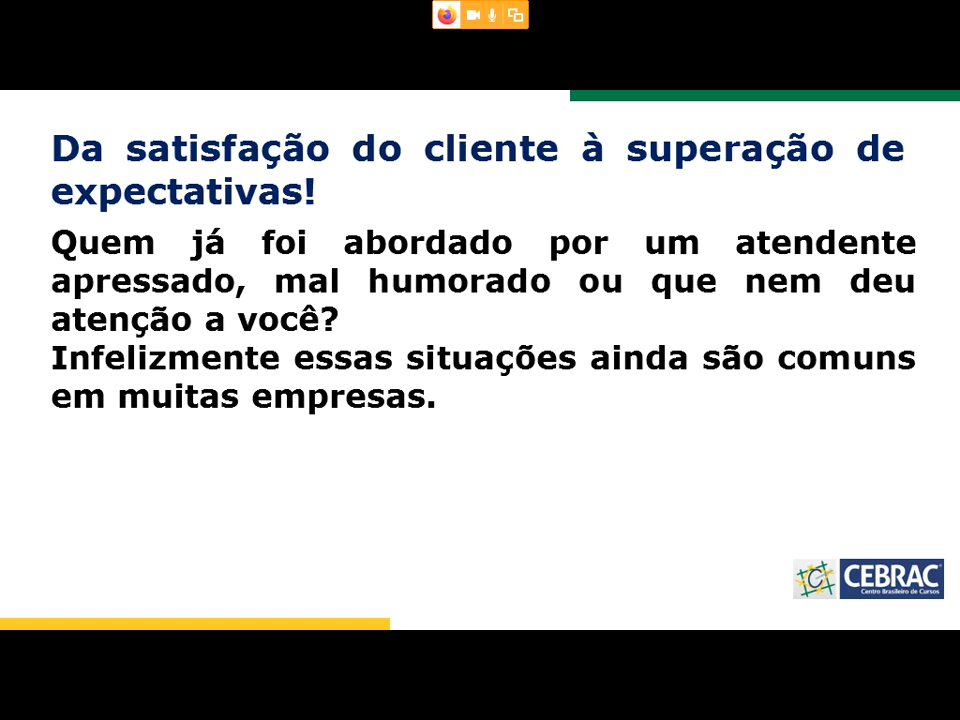 Da satisfação do cliente à superação de
expectativas!
Quem já foi abordado por um atendente
apressado, mal humorado ou que nem deu
atenção a você?
Infelizmente essas situações ainda são comuns
em muitas empresas.
C CEBRAC
Centro Brasileiro de Cursos